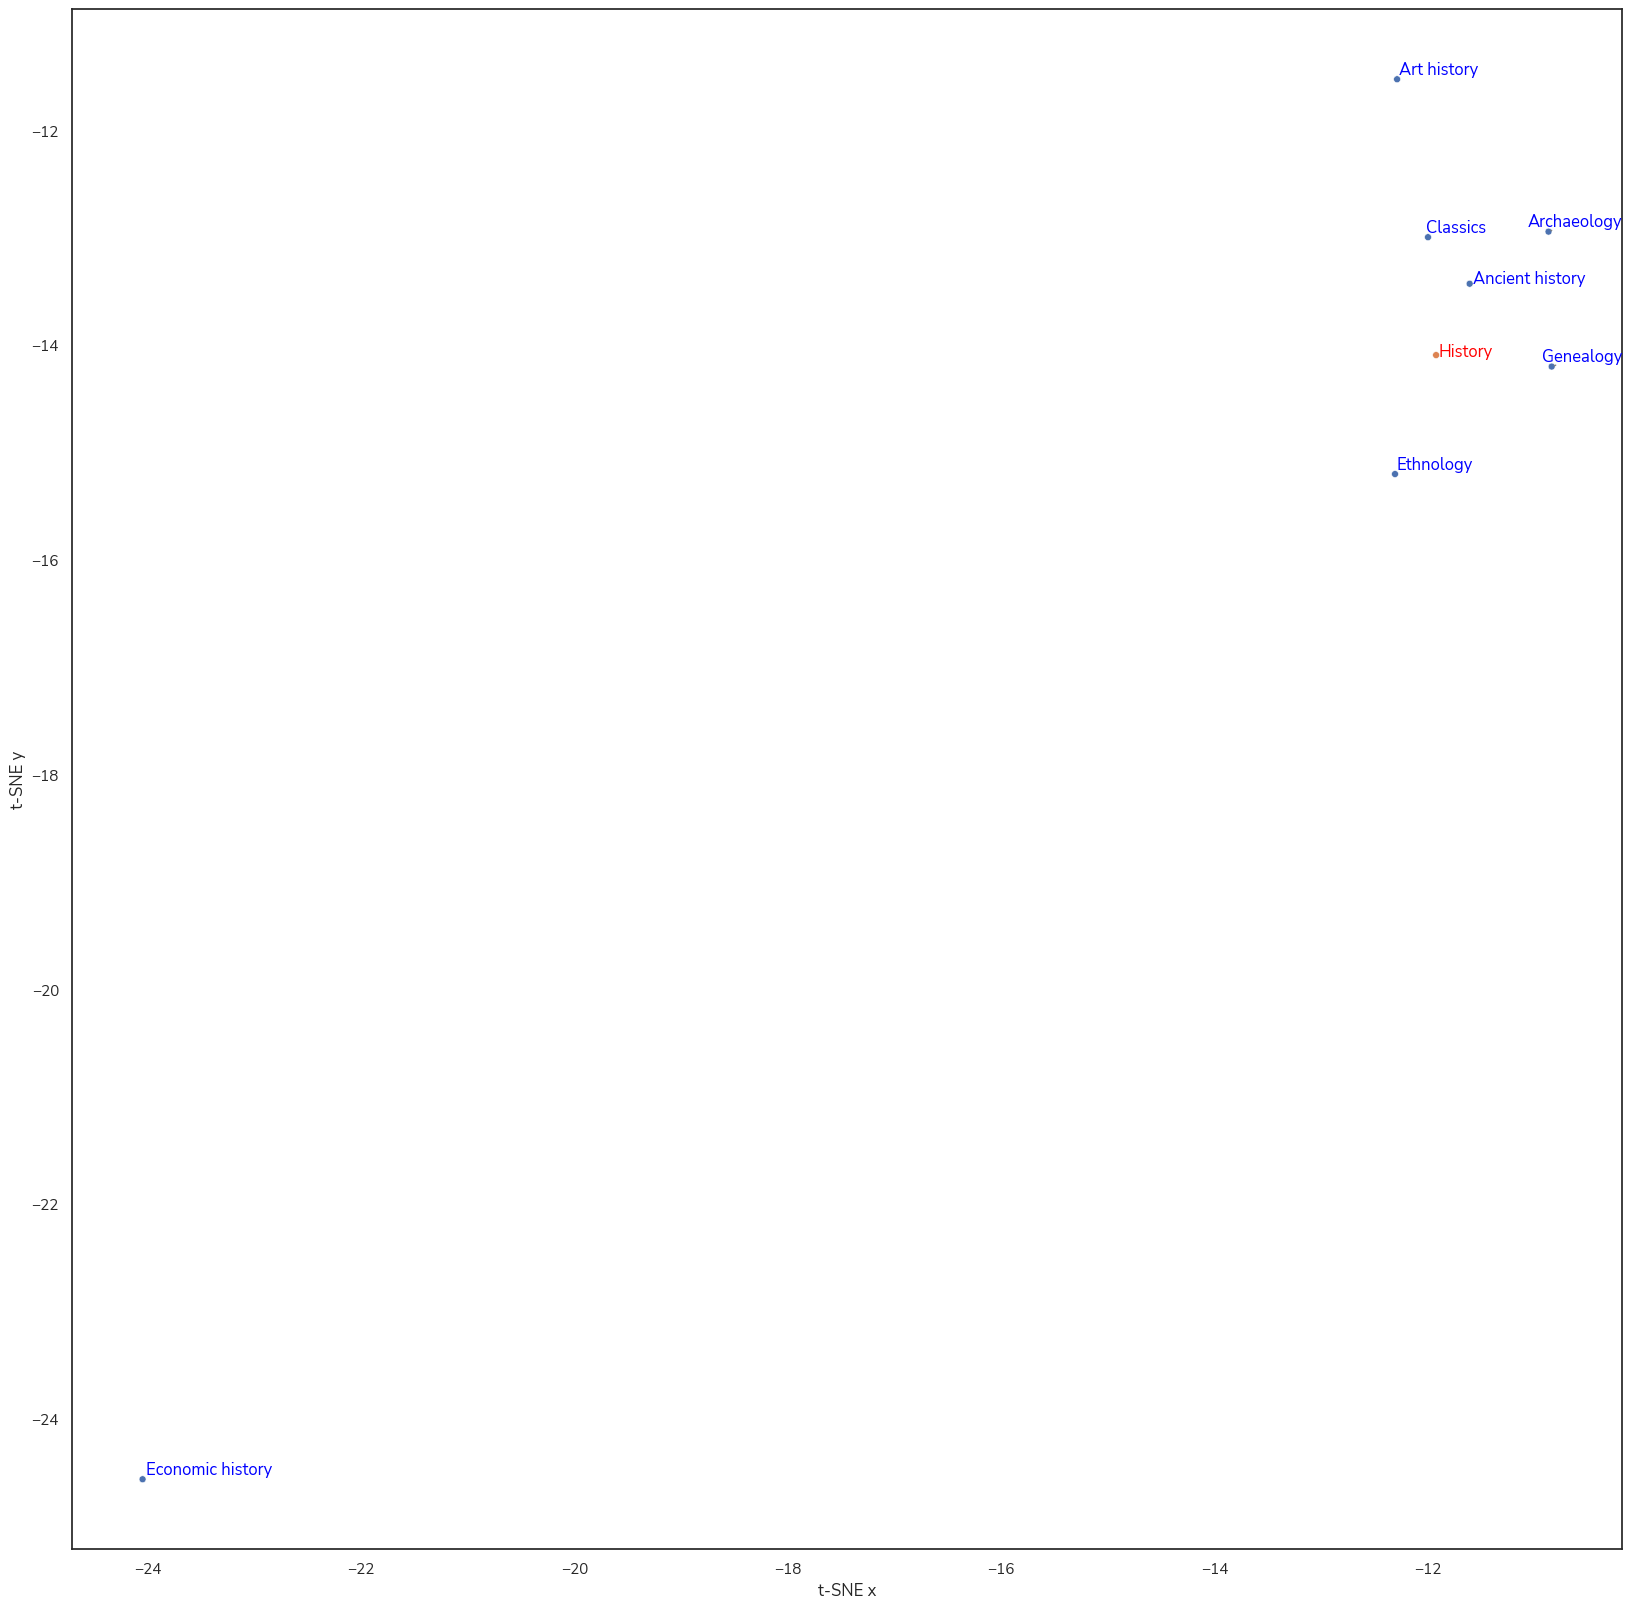 Art history
–12
Archaeology
Classics
Ancient history
–14
History
Genealogy
Ethnology
–16
t-SNE y
–18
–20
–22
–24
Economic history
–24
–22
–20
–18
–16
–14
–12
t-SNE x